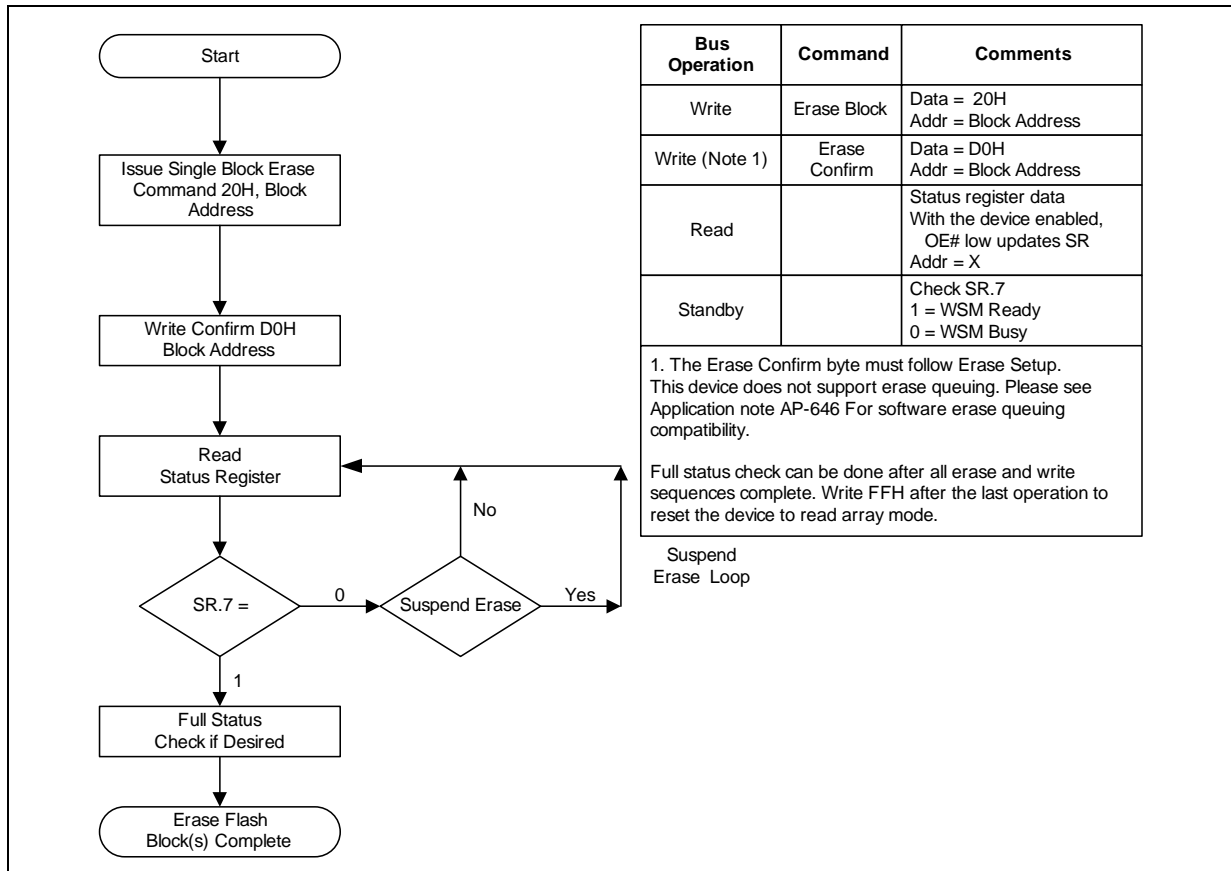 Start
Issue Single Block Erase
Command 20H, Block
Address
Write Confirm D0H
Block Address
Read
Status Register
No
SR.7 =
0
Suspend Erase
Yes
1
Full Status
Check if Desired
Erase Flash
Block(s) Complete
Suspend
Erase Loop
Bus
Operation
Command
Comments
Write
Erase Block
Data = 20H
Addr = Block Address
Write (Note 1)
Erase
Confirm
Data = D0H
Addr = Block Address
Read
Status register data
With the device enabled,
OE# low updates SR
Addr = X
Standby
Check SR.7
1 = WSM Ready
0 = WSM Busy
1. The Erase Confirm byte must follow Erase Setup.
This device does not support erase queuing. Please see
Application note AP-646 For software erase queuing
compatibility.
Full status check can be done after all erase and write
sequences complete. Write FFH after the last operation to
reset the device to read array mode.